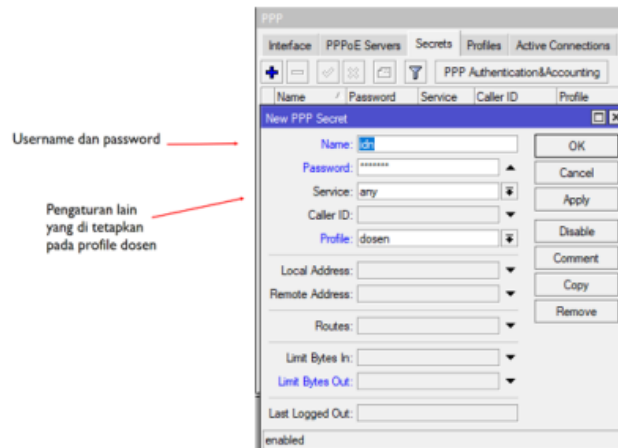 PPP
Interface PPPoE Servers Secrets Profiles Active Connections
PPP Authentication&Accounting
Name Password Service Caller ID Profile
New PPP Secret
Username dan password
Name: idn
OK
Password: *******
Cancel
Service: any
Apply
Pengaturan lain
yang di tetapkan
pada profile dosen
Caller ID:
Profile: dosen
Disable
Comment
Local Address:
Copy
Remote Address:
Remove
Routes:
Limit Bytes In:
Limit Bytes Out:
Last Logged Out:
enabled